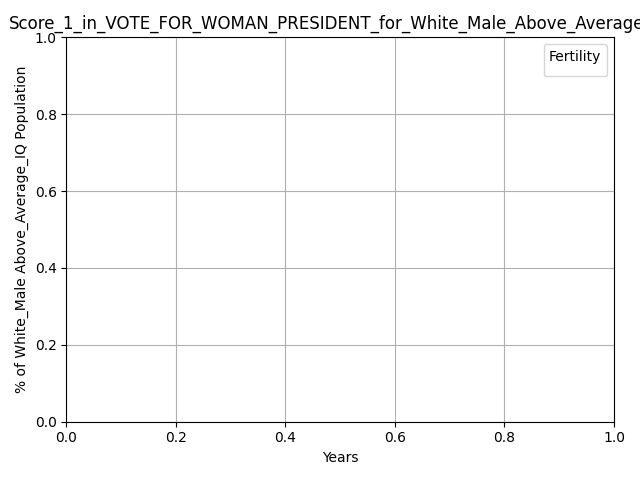 Score_1_in_VOTE_FOR_WOMAN_PRESIDENT_for_White_Male_Above_Average
Fertility
% of White_Male Above_Average_IQ Population
1.0
0.8
0.6
0.4
0.2
0.0
0.0 0.2 0.4 0.6 0.8 1.0
Years